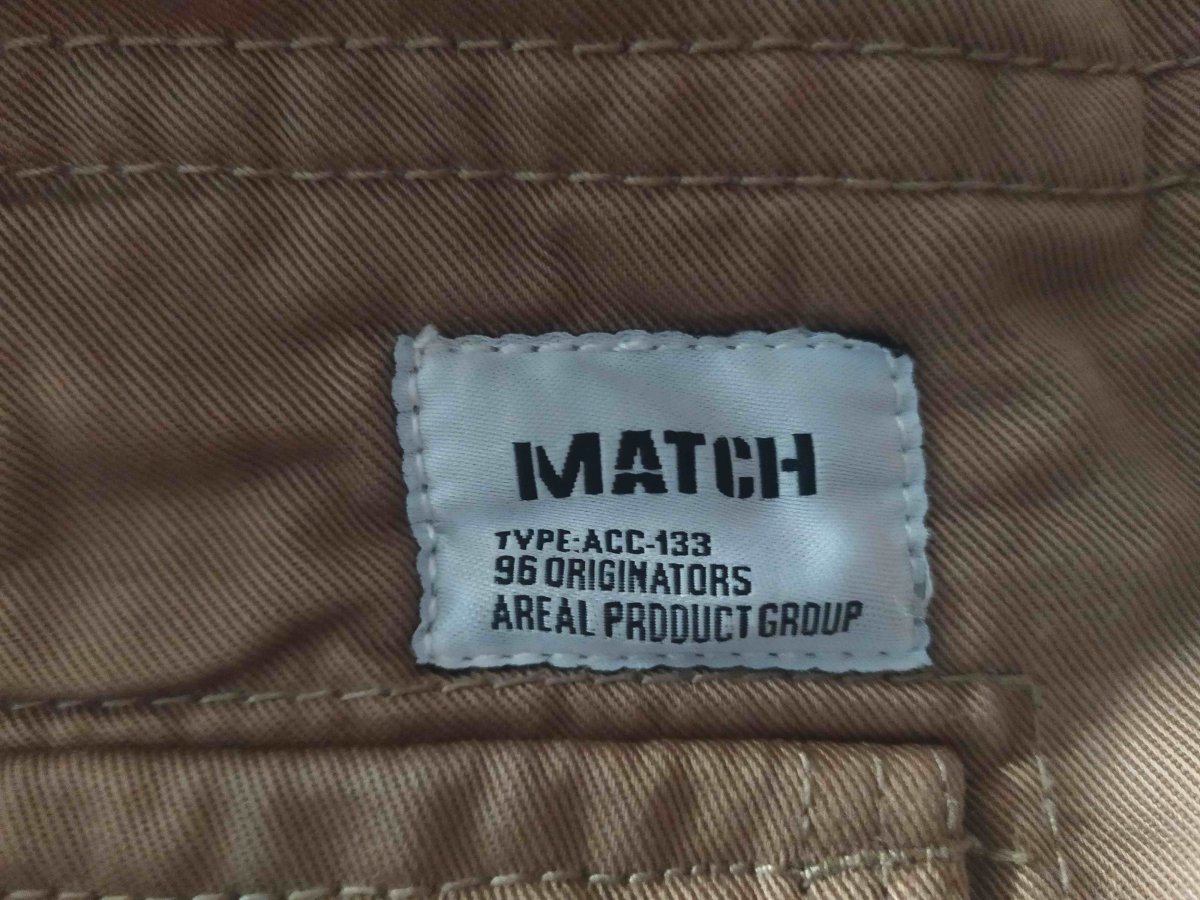 MATCH
TYPE:ACC-133
96 ORIGINATORS
AREAL PRODUCT GROUP